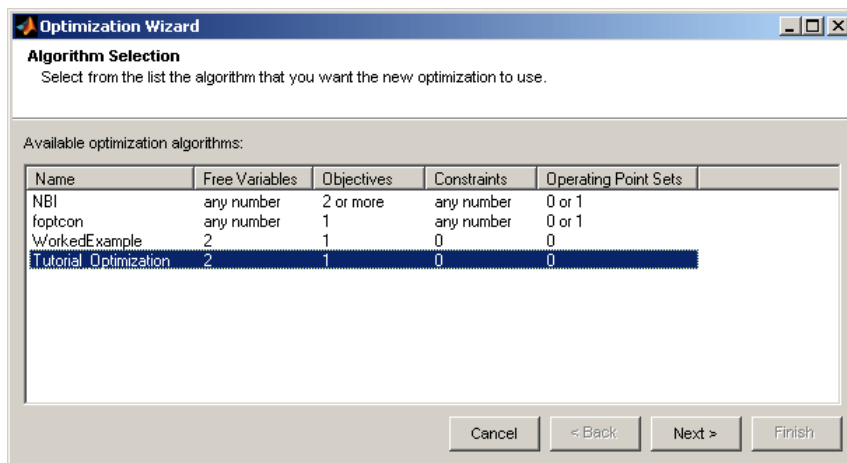 Optimization Wizard
Algorithm Selection
Select from the list the algorithm that you want the new optimization to use.
Available optimization algorithms:
Name Free Variables Objectives Constraints Operating Point Sets
NBI any number 2 or more any number 0 or 1
foptcon any number 1 any number 0 or 1
WorkedExample 2 1 0 0
Tutorial_Optimization 2 1 0 0
Cancel < Back Next > Finish